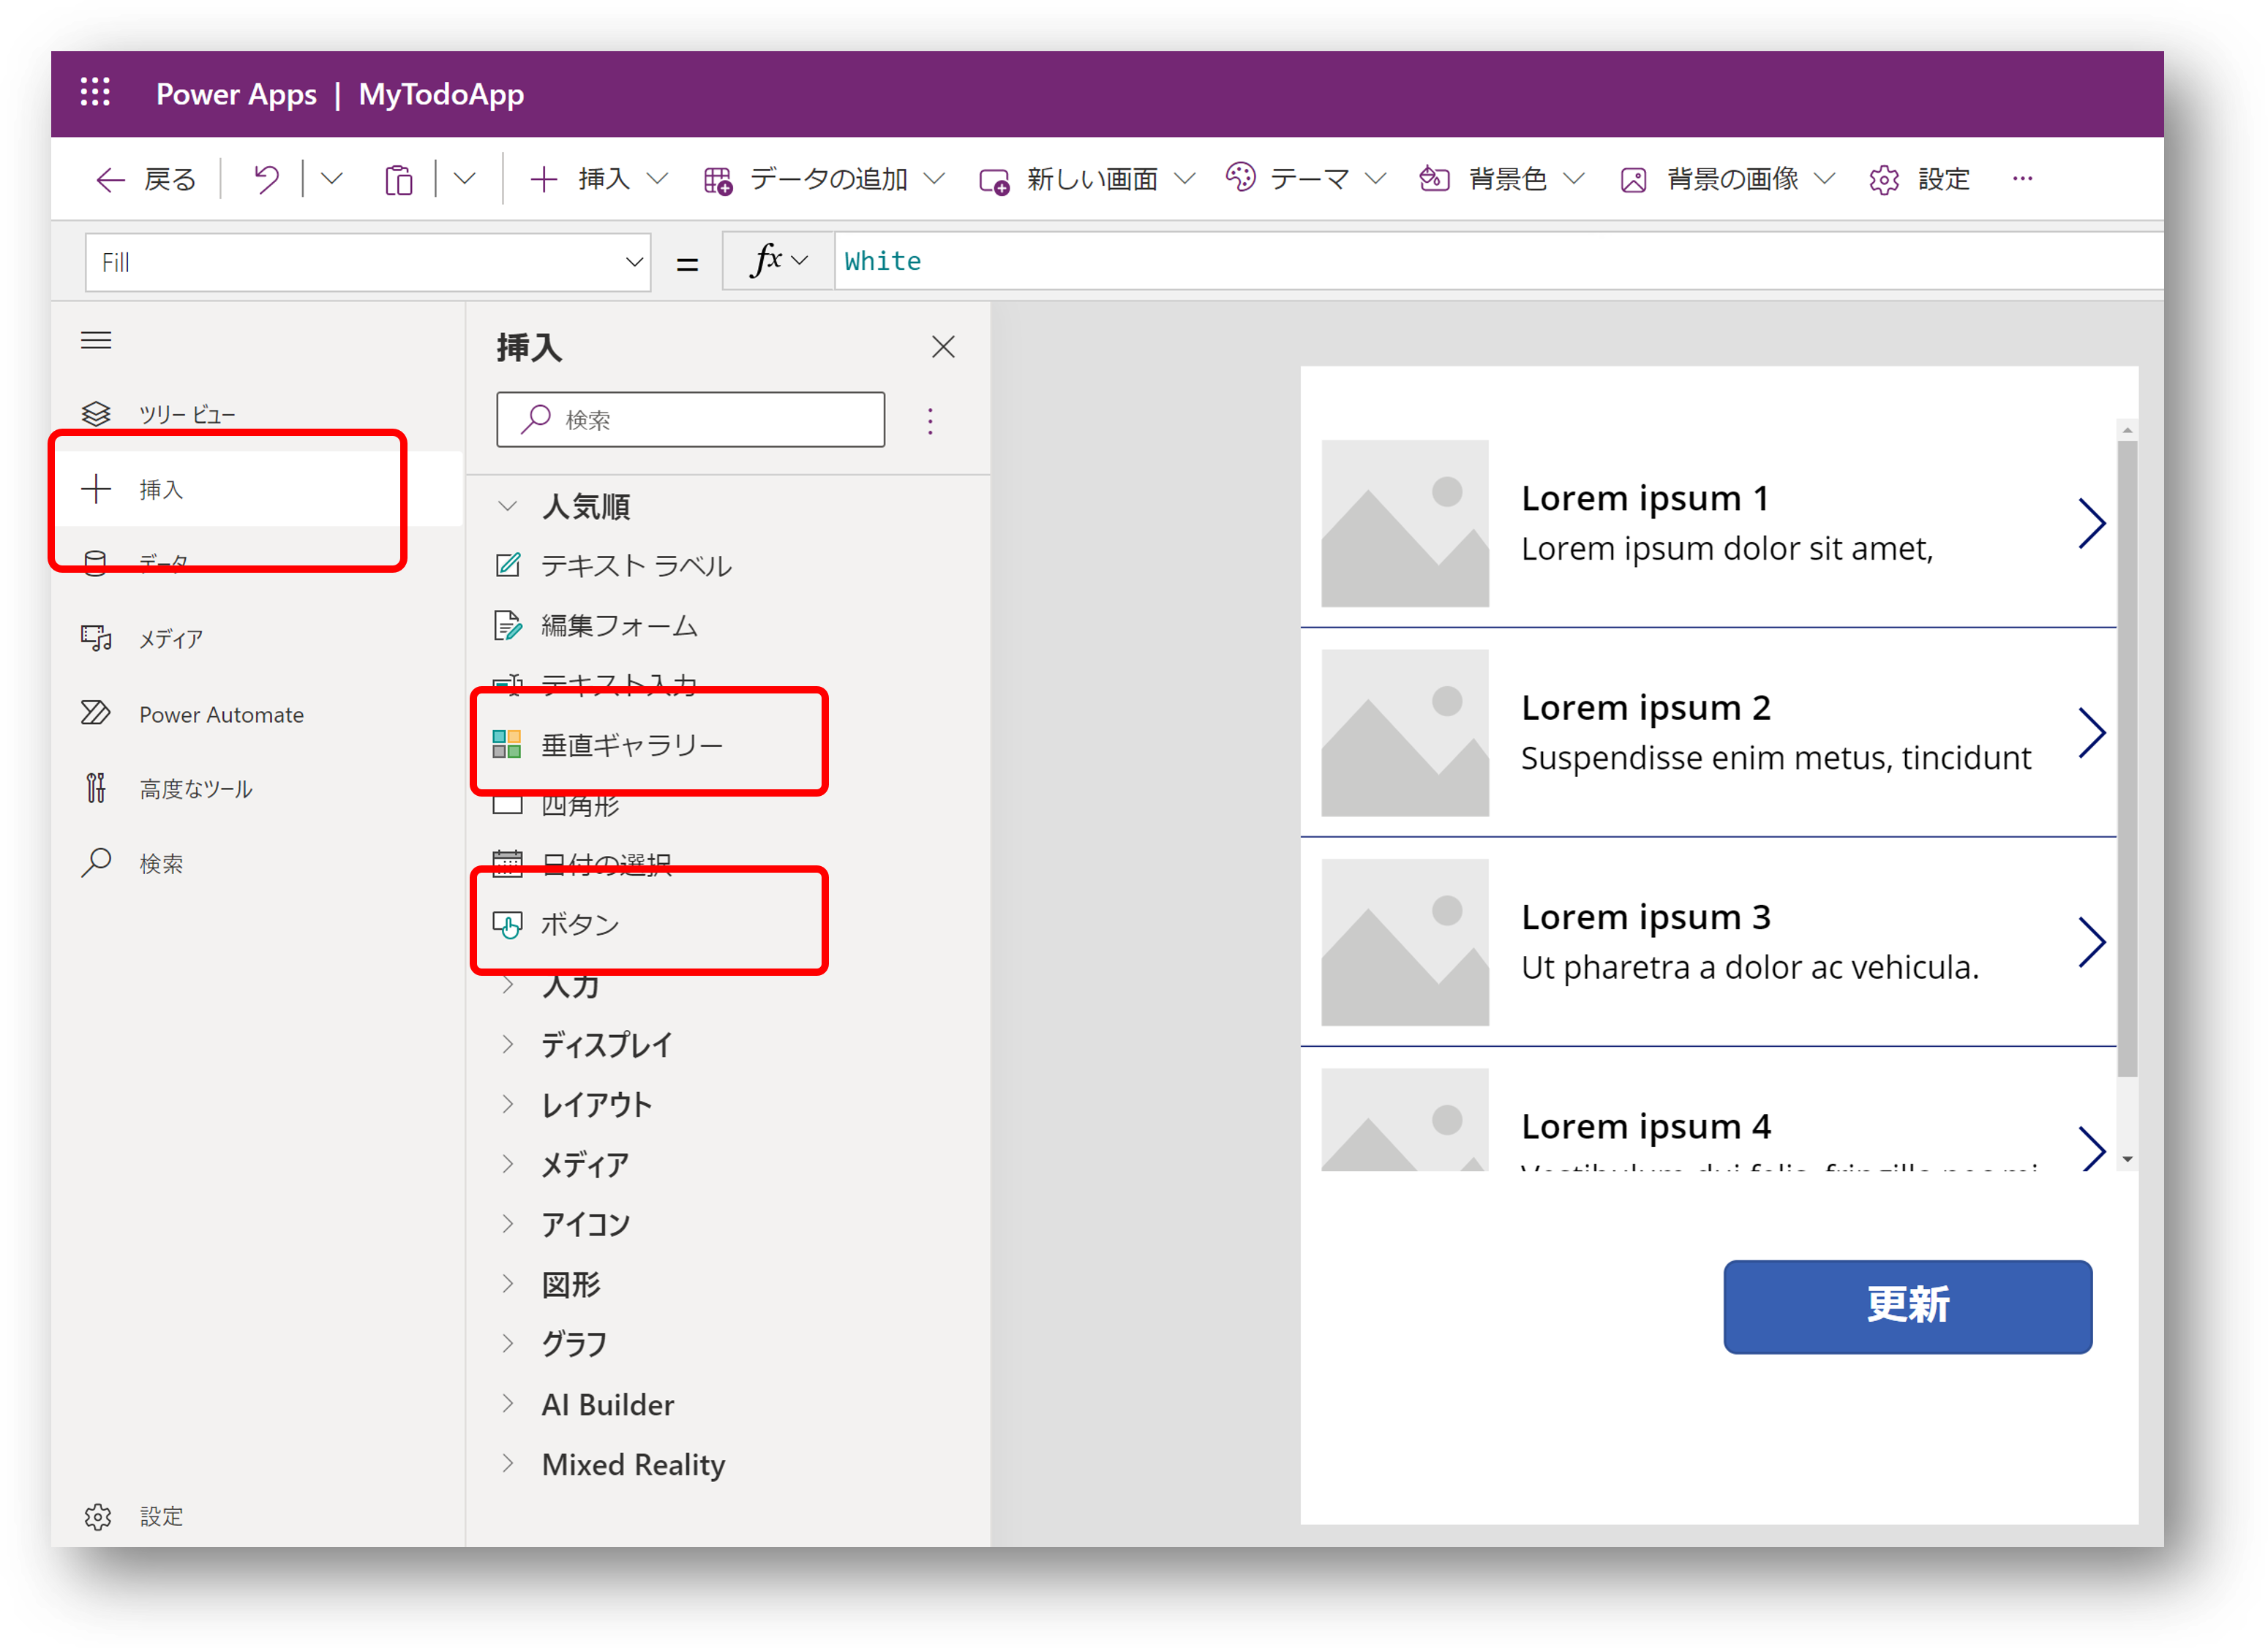 Power Apps | MyTodoApp
戻る 挿入 データの追加 新しい画面 テーマ 背景色 背景の画像 設定 ...
Fill = fx White
ツリー ビュー
挿入
データ
メディア
Power Automate
高度なツール
検索
設定
挿入
検索
人気順
テキスト ラベル
編集フォーム
テキスト入力
垂直ギャラリー
四角形
日付の選択
ボタン
入力
ディスプレイ
レイアウト
メディア
アイコン
図形
グラフ
AI Builder
Mixed Reality
Lorem ipsum 1
Lorem ipsum dolor sit amet,
Lorem ipsum 2
Suspendisse enim metus, tincidunt
Lorem ipsum 3
Ut pharetra a dolor ac vehicula.
Lorem ipsum 4
更新